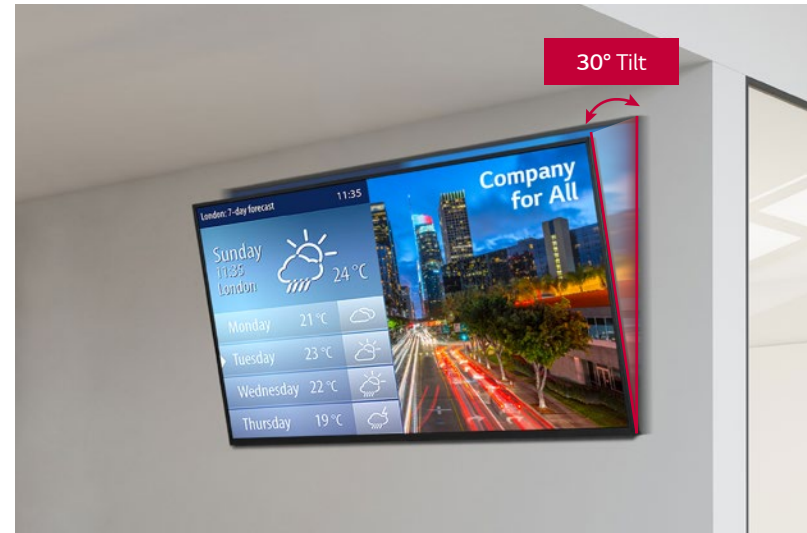 30° Tilt
London: 7-day forecast 11:35
Company
for All
Sunday
11:35
London
24 °C
Monday 21 °C
Tuesday 23 °C
Wednesday 22 °C
Thursday 19 °C